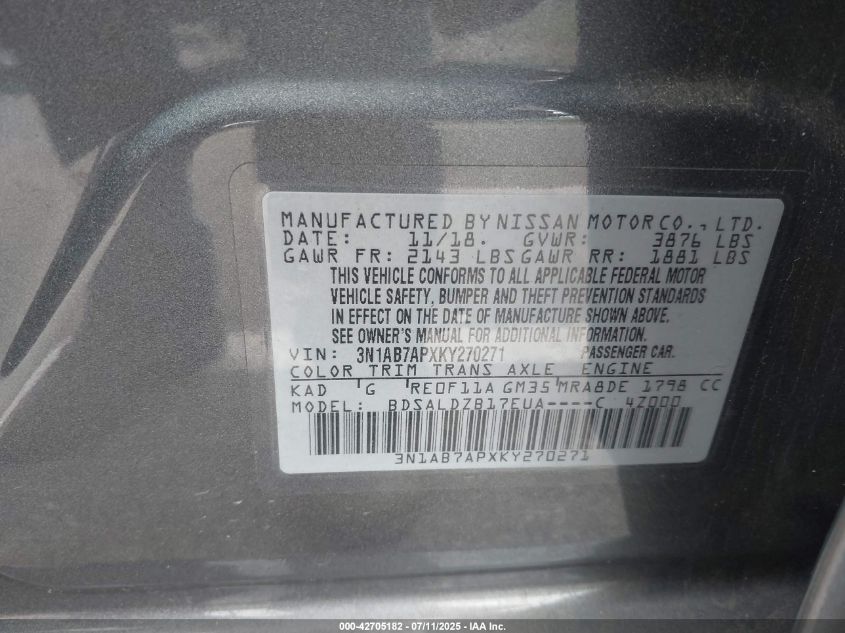 MANUFACTURED BY NISSAN MOTOR CO., LTD.
DATE: 11/18. GVWR: 3876 LBS
GAWR FR: 2143 LBS GAWR RR: 1881 LBS
THIS VEHICLE CONFORMS TO ALL APPLICABLE FEDERAL MOTOR
VEHICLE SAFETY, BUMPER AND THEFT PREVENTION STANDARDS
IN EFFECT ON THE DATE OF MANUFACTURE SHOWN ABOVE.
SEE OWNER'S MANUAL FOR ADDITIONAL INFORMATION.
VIN: 3N1AB7APXKY270271 PASSENGER CAR.
COLOR TRIM TRANS AXLE ENGINE
KAD G RE0F11A GM35 MRA8DE 1798 CC
MODEL: BDSALDZB17EUA----C 4Z000
3N1AB7APXKY270271
000-42705182 - 07/11/2025 - IAA Inc.